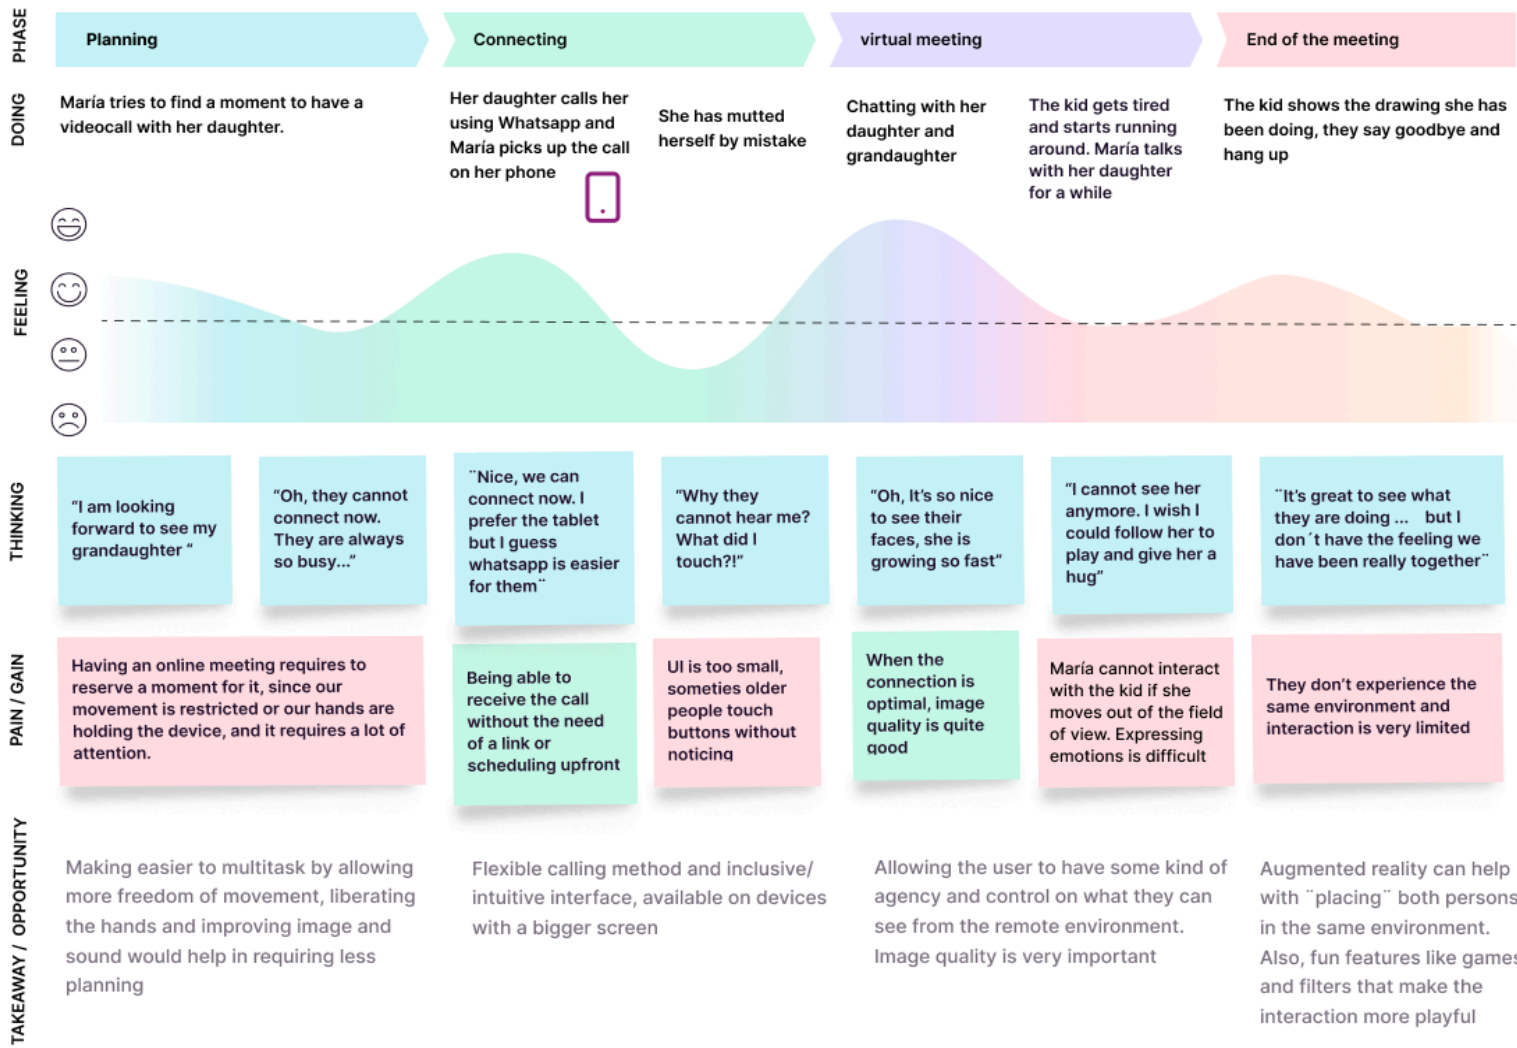 PHASE
Planning
Connecting
virtual meeting
End of the meeting
DOING
María tries to find a moment to have a
videocall with her daughter.
Her daughter calls her
using Whatsapp and
María picks up the call
on her phone
She has mutted
herself by mistake
Chatting with her
daughter and
grandaughter
The kid gets tired
and starts running
around. María talks
with her daughter
for a while
The kid shows the drawing she has
been doing, they say goodbye and
hang up
FEELING
THINKING
“I am looking
forward to see my
grandaughter “
“Oh, they cannot
connect now.
They are always
so busy...”
¨Nice, we can
connect now. I
prefer the tablet
but I guess
whatsapp is easier
for them¨
“Why they
cannot hear me?
What did I
touch?!”
“Oh, It’s so nice
to see their
faces, she is
growing so fast”
“I cannot see her
anymore. I wish I
could follow her to
play and give her a
hug”
¨It’s great to see what
they are doing ... but I
don´t have the feeling we
have been really together¨
PAIN / GAIN
Having an online meeting requires to
reserve a moment for it, since our
movement is restricted or our hands are
holding the device, and it requires a lot of
attention.
Being able to
receive the call
without the need
of a link or
scheduling upfront
UI is too small,
someties older
people touch
buttons without
noticing
When the
connection is
optimal, image
quality is quite
good
María cannot interact
with the kid if she
moves out of the field
of view. Expressing
emotions is difficult
They don’t experience the
same environment and
interaction is very limited
TAKEAWAY / OPPORTUNITY
Making easier to multitask by allowing
more freedom of movement, liberating
the hands and improving image and
sound would help in requiring less
planning
Flexible calling method and inclusive/
intuitive interface, available on devices
with a bigger screen
Allowing the user to have some kind of
agency and control on what they can
see from the remote environment.
Image quality is very important
Augmented reality can help
with ¨placing¨ both persons
in the same environment.
Also, fun features like games
and filters that make the
interaction more playful